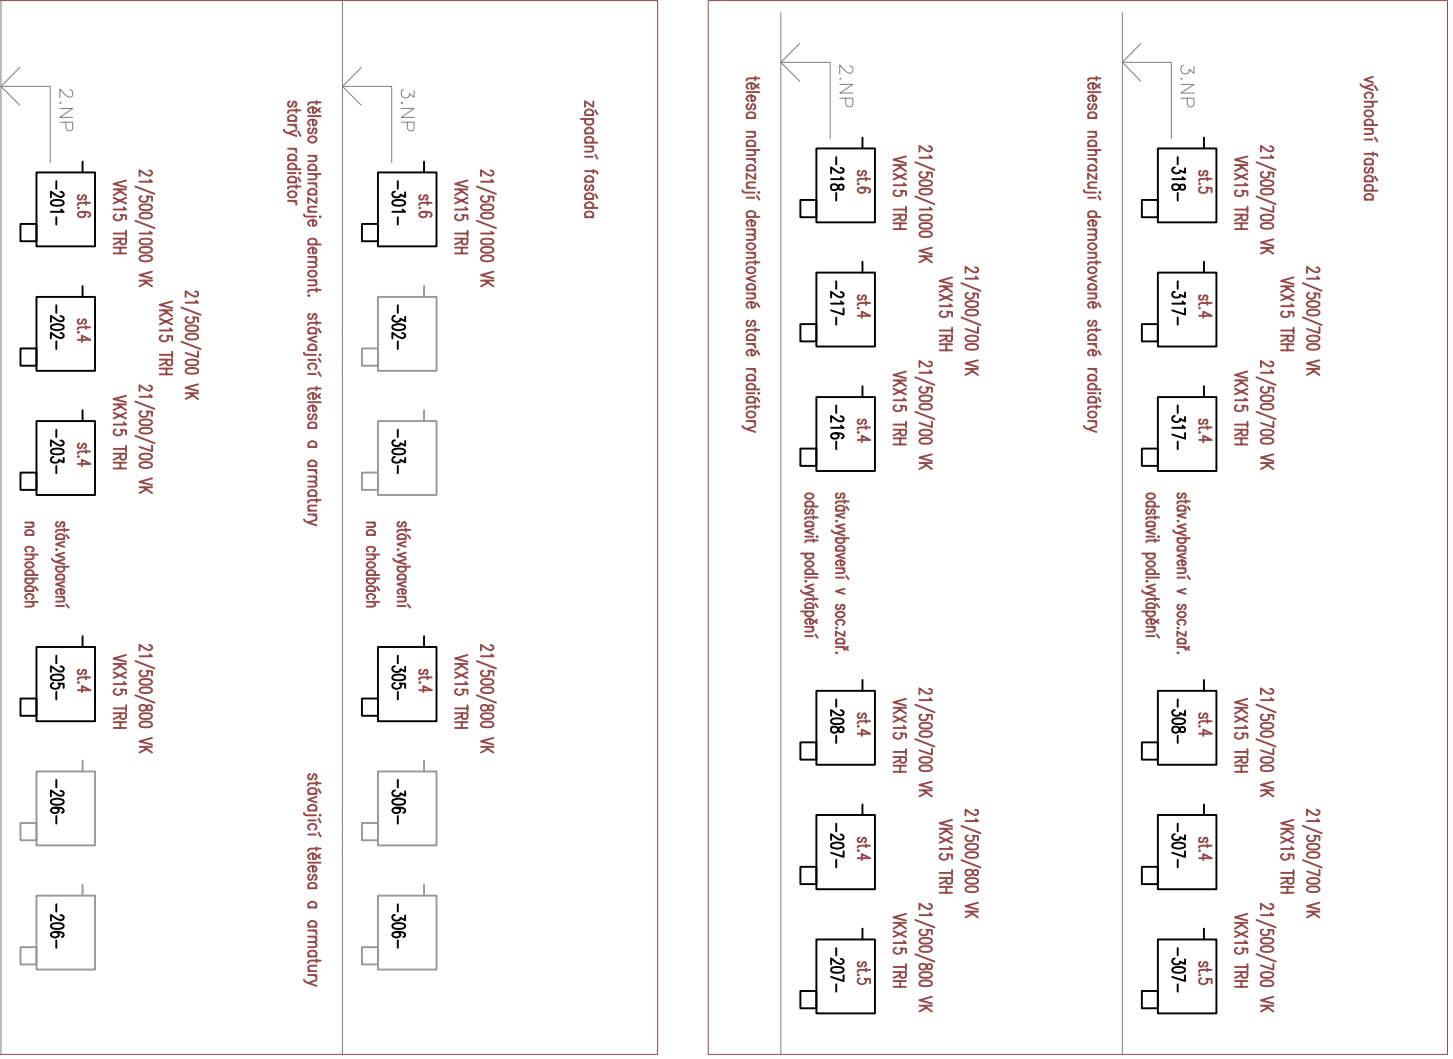 východní fasáda
3.NP
21/500/700 VK
VKX15 TRH
st.5
-318-
21/500/700 VK
VKX15 TRH
st.4
-317-
21/500/700 VK
VKX15 TRH
st.4
-317-
stáv.vybavení v soc.zař.
odstavit podl.vytápění
21/500/700 VK
VKX15 TRH
st.4
-308-
21/500/700 VK
VKX15 TRH
st.4
-307-
21/500/700 VK
VKX15 TRH
st.5
-307-
tělesa nahrazují demontované staré radiátory
2.NP
21/500/1000 VK
VKX15 TRH
st.6
-218-
21/500/700 VK
VKX15 TRH
st.4
-217-
21/500/700 VK
VKX15 TRH
st.4
-216-
stáv.vybavení v soc.zař.
odstavit podl.vytápění
21/500/700 VK
VKX15 TRH
st.4
-208-
21/500/800 VK
VKX15 TRH
st.4
-207-
21/500/800 VK
VKX15 TRH
st.5
-207-
tělesa nahrazují demontované staré radiátory
západní fasáda
3.NP
21/500/1000 VK
VKX15 TRH
st.6
-301-
-302-
-303-
stáv.vybavení
na chodbách
21/500/800 VK
VKX15 TRH
st.4
-305-
-306-
-306-
těleso nahrazuje demont. stávající tělesa a armatury
starý radiátor
stávající tělesa a armatury
2.NP
21/500/1000 VK
VKX15 TRH
st.6
-201-
21/500/700 VK
VKX15 TRH
st.4
-202-
21/500/700 VK
VKX15 TRH
st.4
-203-
stáv.vybavení
na chodbách
21/500/800 VK
VKX15 TRH
st.4
-205-
-206-
-206-